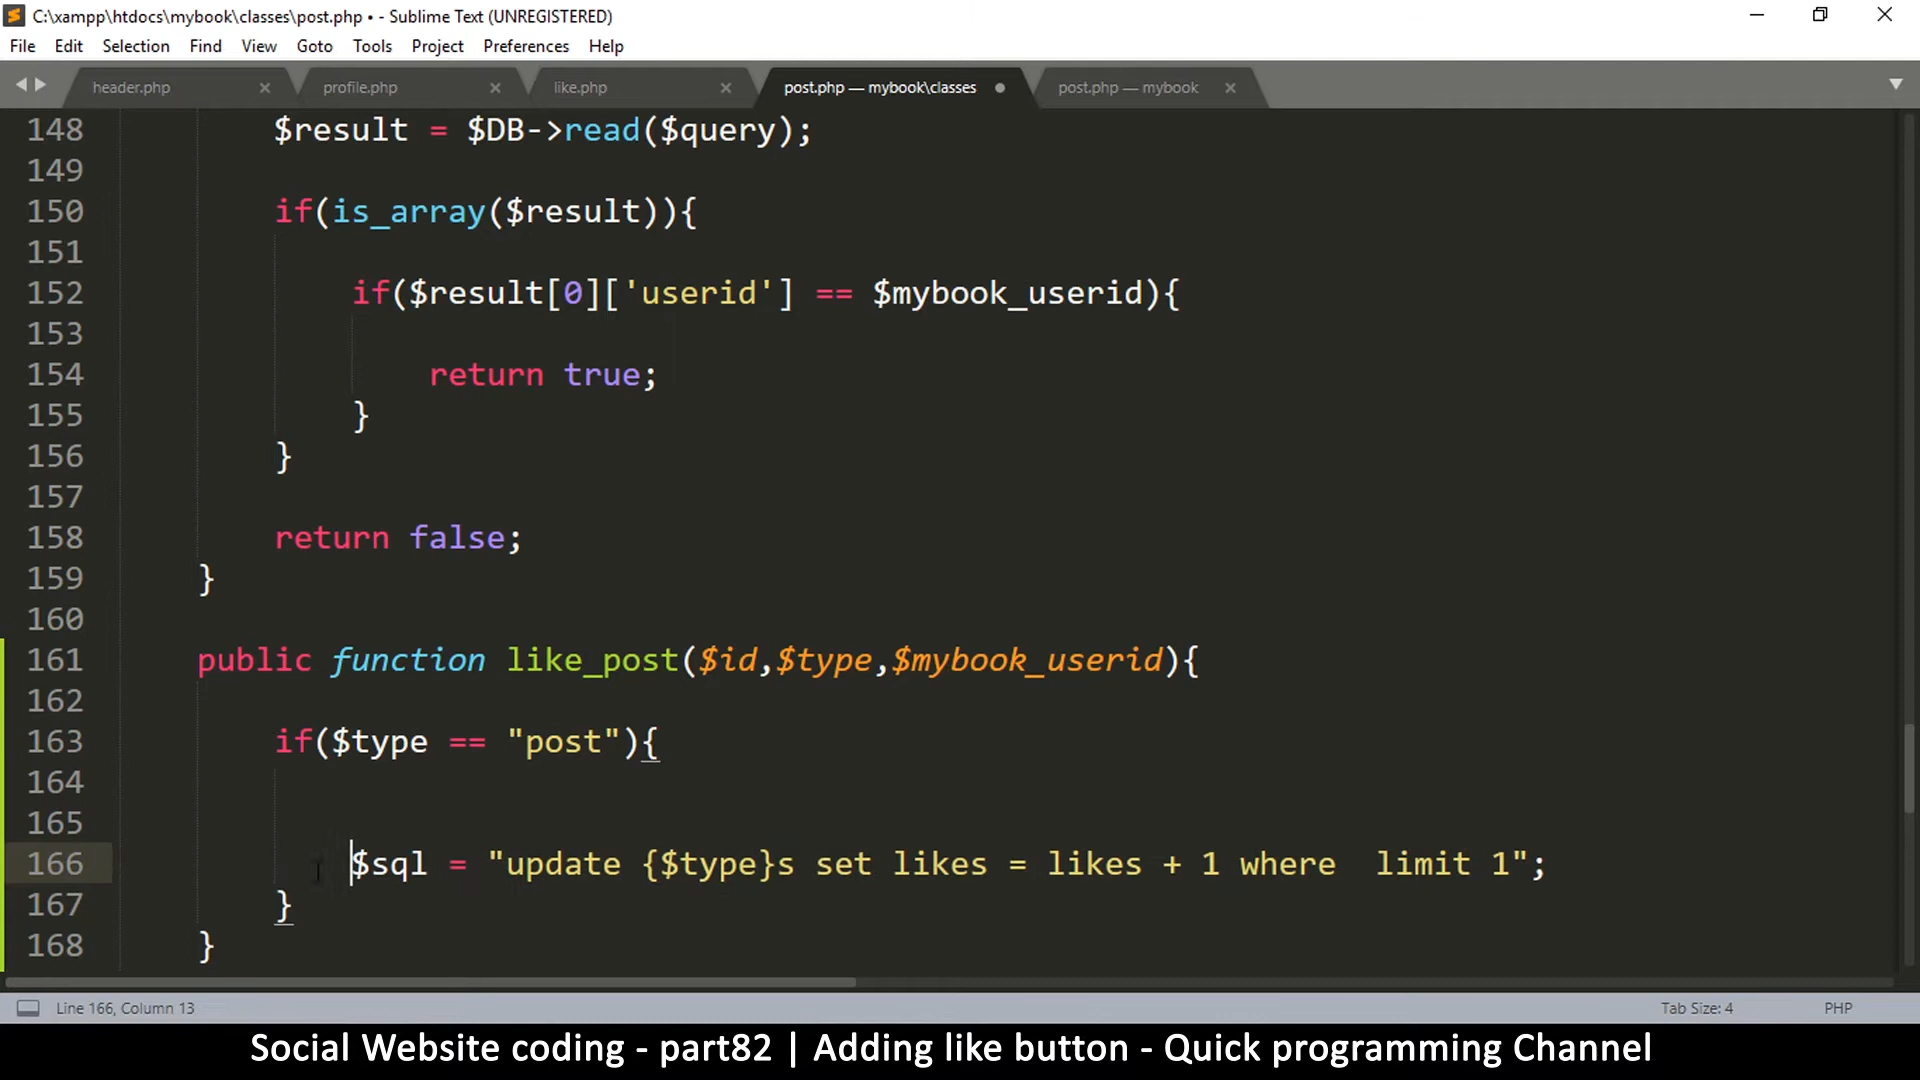 C:\xampp\htdocs\mybook\classes\post.php • - Sublime Text (UNREGISTERED)
File Edit Selection Find View Goto Tools Project Preferences Help
header.php × profile.php × like.php × post.php — mybook\classes post.php — mybook ×
148 $result = $DB->read($query);
149
150 if(is_array($result)){
151
152 if($result[0]['userid'] == $mybook_userid){
153
154 return true;
155 }
156 }
157
158 return false;
159 }
160
161 public function like_post($id,$type,$mybook_userid){
162
163 if($type == "post"){
164
165
166 $sql = "update {$type}s set likes = likes + 1 where  limit 1";
167 }
168 }
Line 166, Column 13 Tab Size: 4 PHP
Social Website coding - part82 | Adding like button - Quick programming Channel